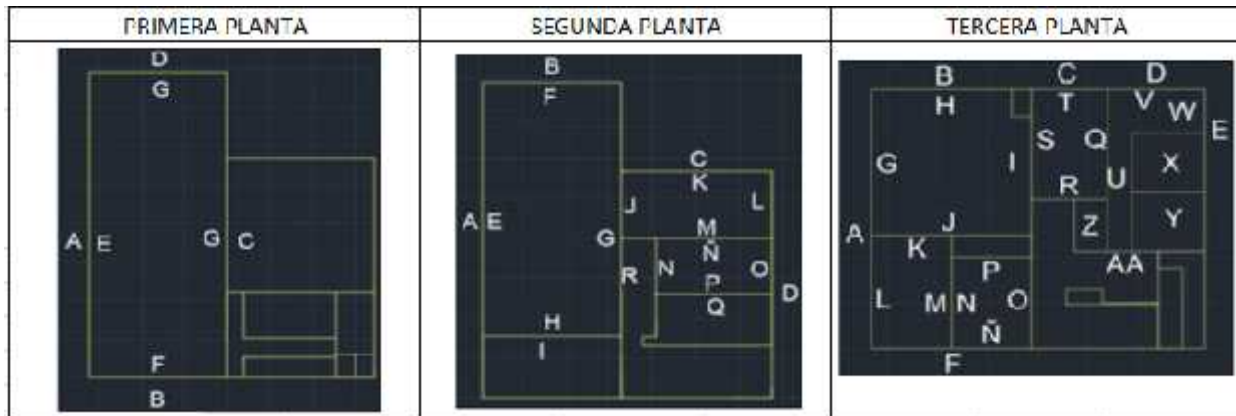 PRIMERA PLANTA
D
G
A E G C
F
B
SEGUNDA PLANTA
B
F
C
K
J L
A E G M
Ñ
R N O
P
D
Q
H
I
TERCERA PLANTA
B C D
H T V W
E
G I S Q X
R U
J Z Y
A K
P AA
L M N O
Ñ
F